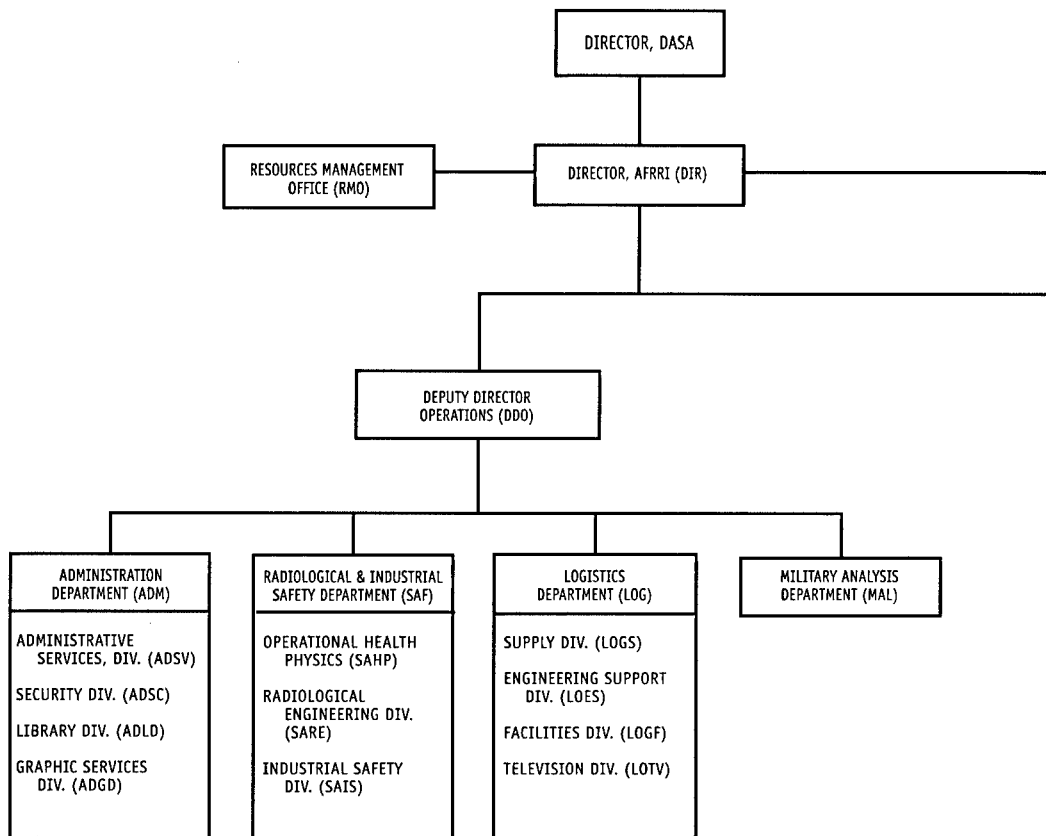 DIRECTOR, DASA
RESOURCES MANAGEMENT
OFFICE (RMO)
DIRECTOR, AFRRI (DIR)
DEPUTY DIRECTOR
OPERATIONS (DDO)
ADMINISTRATION
DEPARTMENT (ADM)
ADMINISTRATIVE
SERVICES, DIV. (ADSV)
SECURITY DIV. (ADSC)
LIBRARY DIV. (ADLD)
GRAPHIC SERVICES
DIV. (ADGD)
RADIOLOGICAL & INDUSTRIAL
SAFETY DEPARTMENT (SAF)
OPERATIONAL HEALTH
PHYSICS (SAHP)
RADIOLOGICAL
ENGINEERING DIV.
(SARE)
INDUSTRIAL SAFETY
DIV. (SAIS)
LOGISTICS
DEPARTMENT (LOG)
SUPPLY DIV. (LOGS)
ENGINEERING SUPPORT
DIV. (LOES)
FACILITIES DIV. (LOGF)
TELEVISION DIV. (LOTV)
MILITARY ANALYSIS
DEPARTMENT (MAL)